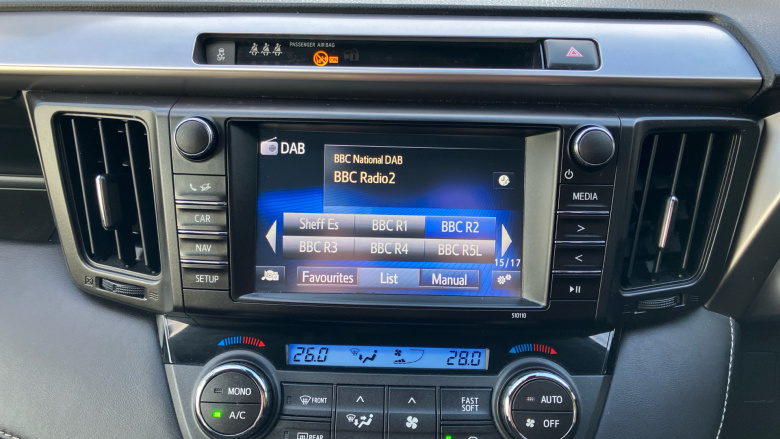 OFF
PASSENGER AIRBAG
ON
DAB
BBC National DAB
BBC Radio2
Sheff Es BBC R1 BBC R2
BBC R3 BBC R4 BBC R5L
15/17
Favourites List Manual
CAR
NAV
SETUP
MEDIA
>
<
510110
26.0 28.0
MONO
A/C
FRONT
REAR
FAST
SOFT
AUTO
OFF